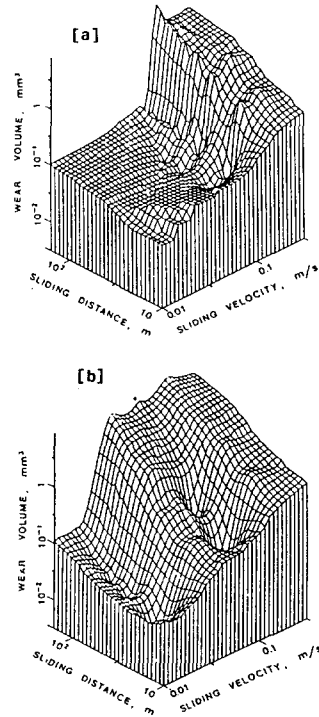 [a]
WEAR VOLUME, mm³
1
10⁻¹
10⁻²
10²
SLIDING DISTANCE, m
10
0.01
SLIDING VELOCITY, m/s
0.1
[b]
WEAR VOLUME, mm³
1
10⁻¹
10⁻²
10²
SLIDING DISTANCE, m
10
0.01
SLIDING VELOCITY, m/s
0.1